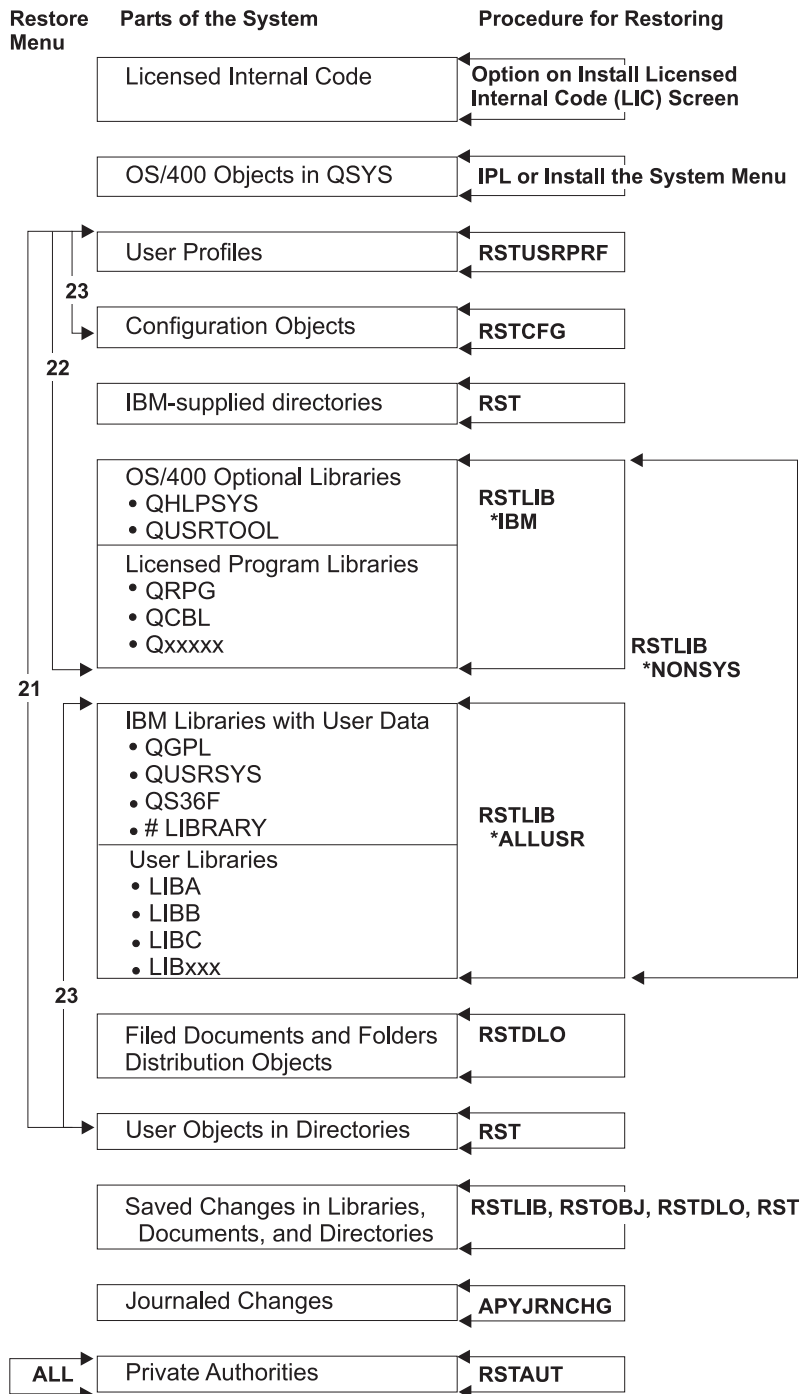 Restore Menu
Parts of the System
Procedure for Restoring
Licensed Internal Code
Option on Install Licensed
Internal Code (LIC) Screen
OS/400 Objects in QSYS
IPL or Install the System Menu
User Profiles
RSTUSRPRF
23
Configuration Objects
RSTCFG
22
IBM-supplied directories
RST
OS/400 Optional Libraries
• QHLPSYS
• QUSRTOOL
RSTLIB
*IBM
Licensed Program Libraries
• QRPG
• QCBL
• Qxxxxx
RSTLIB
*NONSYS
21
IBM Libraries with User Data
• QGPL
• QUSRSYS
• QS36F
• # LIBRARY
RSTLIB
*ALLUSR
User Libraries
• LIBA
• LIBB
• LIBC
• LIBxxx
23
Filed Documents and Folders
Distribution Objects
RSTDLO
User Objects in Directories
RST
Saved Changes in Libraries,
Documents, and Directories
RSTLIB, RSTOBJ, RSTDLO, RST
Journaled Changes
APYJRNCHG
ALL
Private Authorities
RSTAUT